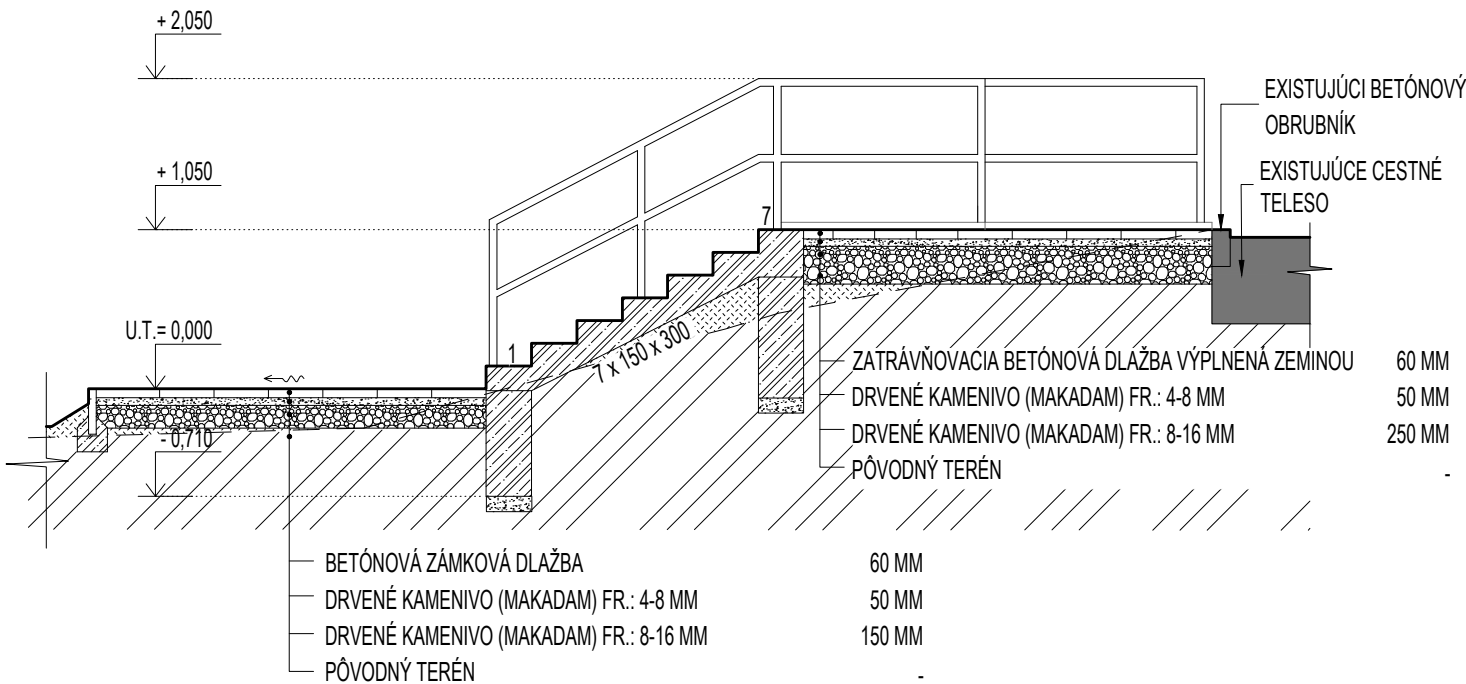 + 2,050
EXISTUJÚCI BETÓNOVÝ
OBRUBNÍK
+ 1,050
EXISTUJÚCE CESTNÉ
TELESO
7
U.T.= 0,000
1
7 x 150 x 300
ZATRÁVŇOVACIA BETÓNOVÁ DLAŽBA VÝPLNENÁ ZEMINOU 60 MM
DRVENÉ KAMENIVO (MAKADAM) FR.: 4-8 MM 50 MM
DRVENÉ KAMENIVO (MAKADAM) FR.: 8-16 MM 250 MM
PÔVODNÝ TERÉN -
- 0,710
BETÓNOVÁ ZÁMKOVÁ DLAŽBA 60 MM
DRVENÉ KAMENIVO (MAKADAM) FR.: 4-8 MM 50 MM
DRVENÉ KAMENIVO (MAKADAM) FR.: 8-16 MM 150 MM
PÔVODNÝ TERÉN -